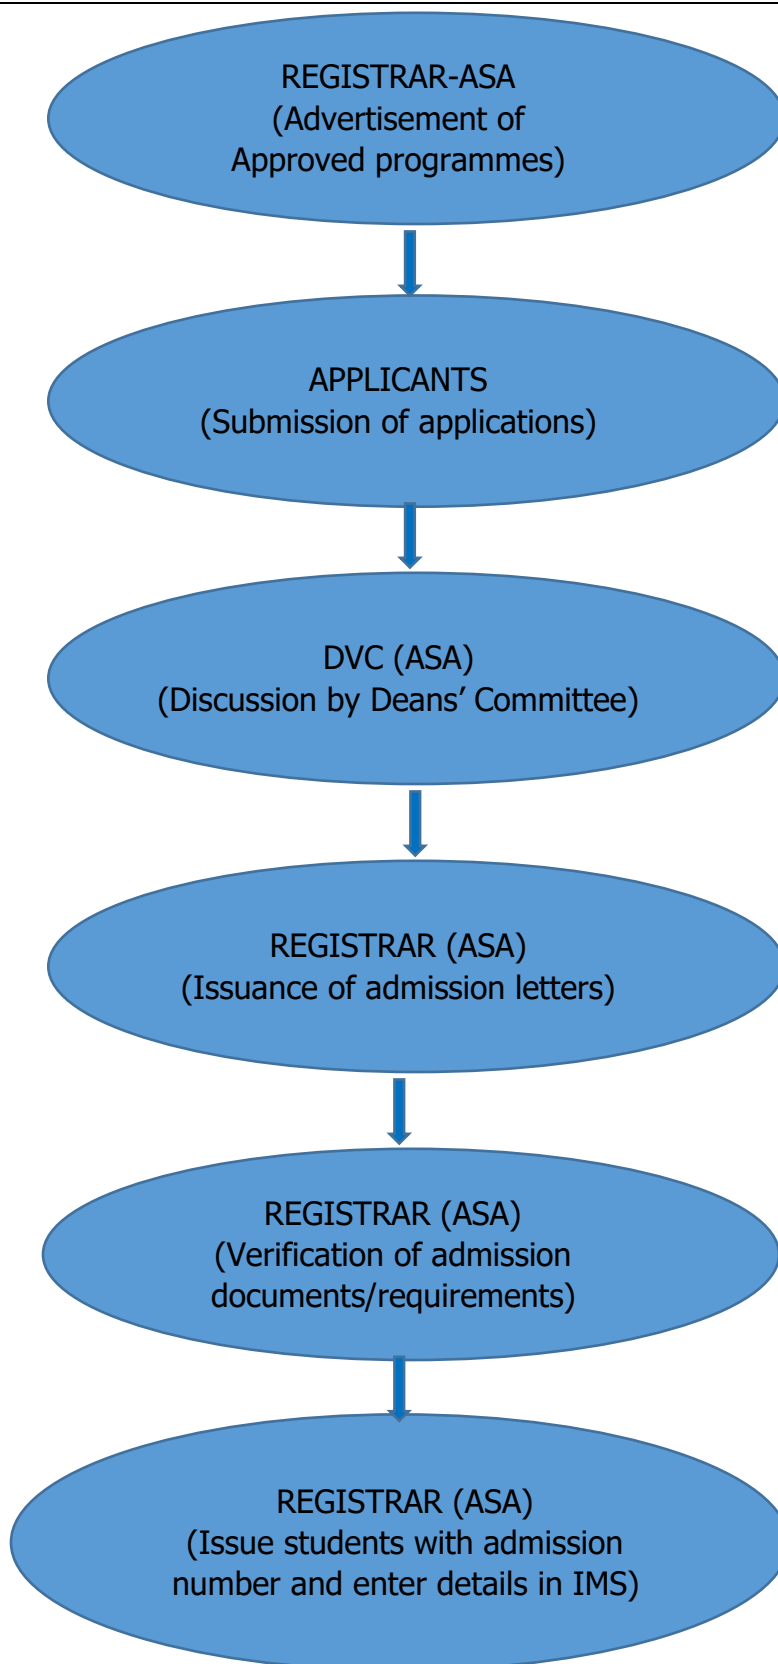 REGISTRAR-ASA
(Advertisement of
Approved programmes)
APPLICANTS
(Submission of applications)
DVC (ASA)
(Discussion by Deans’ Committee)
REGISTRAR (ASA)
(Issuance of admission letters)
REGISTRAR (ASA)
(Verification of admission
documents/requirements)
REGISTRAR (ASA)
(Issue students with admission
number and enter details in IMS)